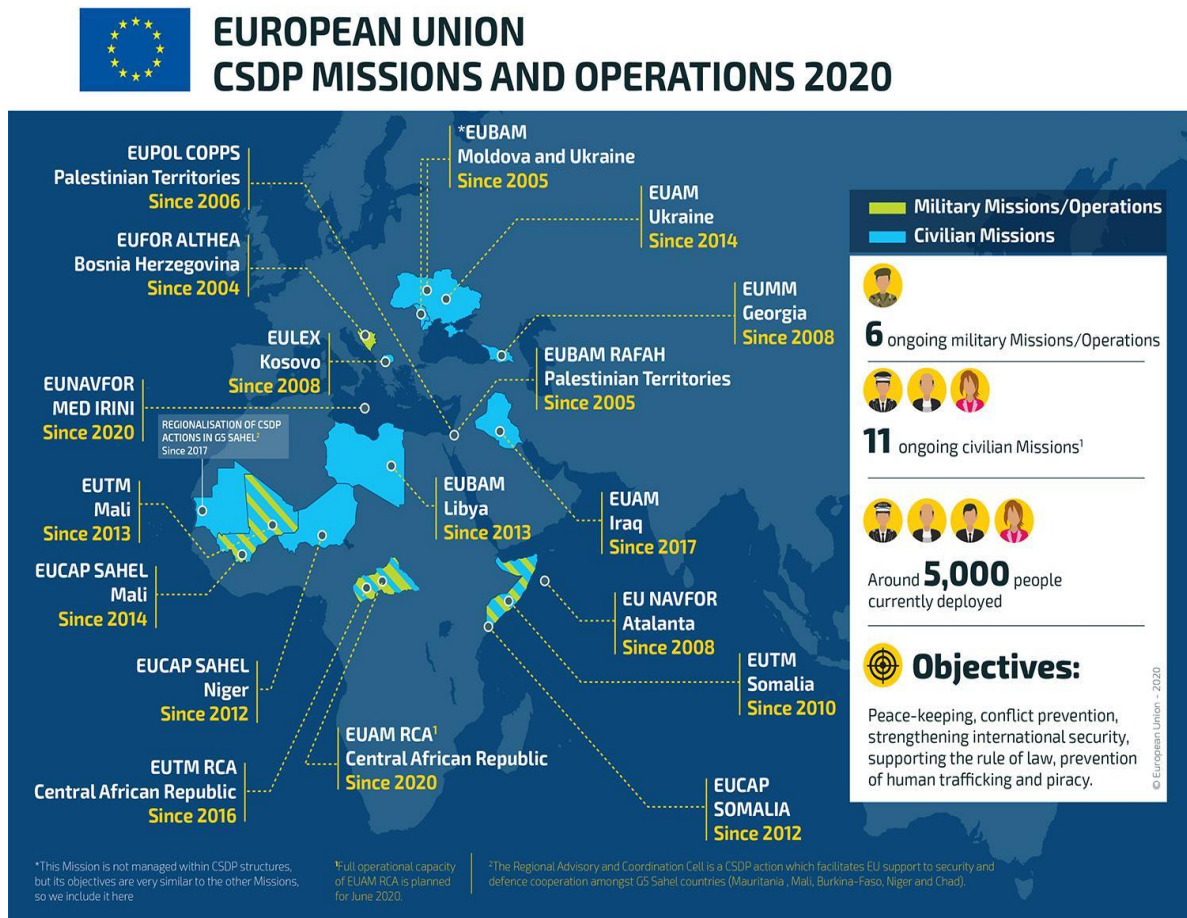 EUROPEAN UNION
CSDP MISSIONS AND OPERATIONS 2020
EUPOL COPPS
Palestinian Territories
Since 2006
*EUBAM
Moldova and Ukraine
Since 2005
EUAM
Ukraine
Since 2014
EUFOR ALTHEA
Bosnia Herzegovina
Since 2004
EUMM
Georgia
Since 2008
EULEX
Kosovo
Since 2008
EUBAM RAFAH
Palestinian Territories
Since 2005
EUNAVFOR
MED IRINI
Since 2020
REGIONALISATION OF CSDP
ACTIONS IN G5 SAHEL²
Since 2017
EUTM
Mali
Since 2013
EUBAM
Libya
Since 2013
EUAM
Iraq
Since 2017
EUCAP SAHEL
Mali
Since 2014
EU NAVFOR
Atalanta
Since 2008
EUCAP SAHEL
Niger
Since 2012
EUTM
Somalia
Since 2010
EUAM RCA¹
Central African Republic
Since 2020
EUTM RCA
Central African Republic
Since 2016
EUCAP
SOMALIA
Since 2012
Military Missions/Operations
Civilian Missions
6 ongoing military Missions/Operations
11 ongoing civilian Missions¹
Around 5,000 people
currently deployed
Objectives:
Peace-keeping, conflict prevention,
strengthening international security,
supporting the rule of law, prevention
of human trafficking and piracy.
© European Union - 2020
*This Mission is not managed within CSDP structures,
but its objectives are very similar to the other Missions,
so we include it here
¹Full operational capacity
of EUAM RCA is planned
for June 2020.
²The Regional Advisory and Coordination Cell is a CSDP action which facilitates EU support to security and
defence cooperation amongst G5 Sahel countries (Mauritania , Mali, Burkina-Faso, Niger and Chad).